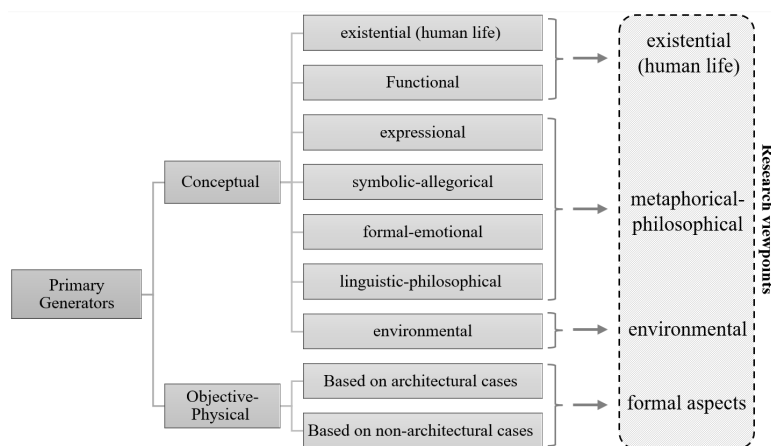 Primary
Generators
Conceptual
Objective-
Physical
existential (human life)
Functional
expressional
symbolic-allegorical
formal-emotional
linguistic-philosophical
environmental
Based on architectural cases
Based on non-architectural cases
existential
(human life)
metaphorical-
philosophical
environmental
formal aspects
Research viewpoints